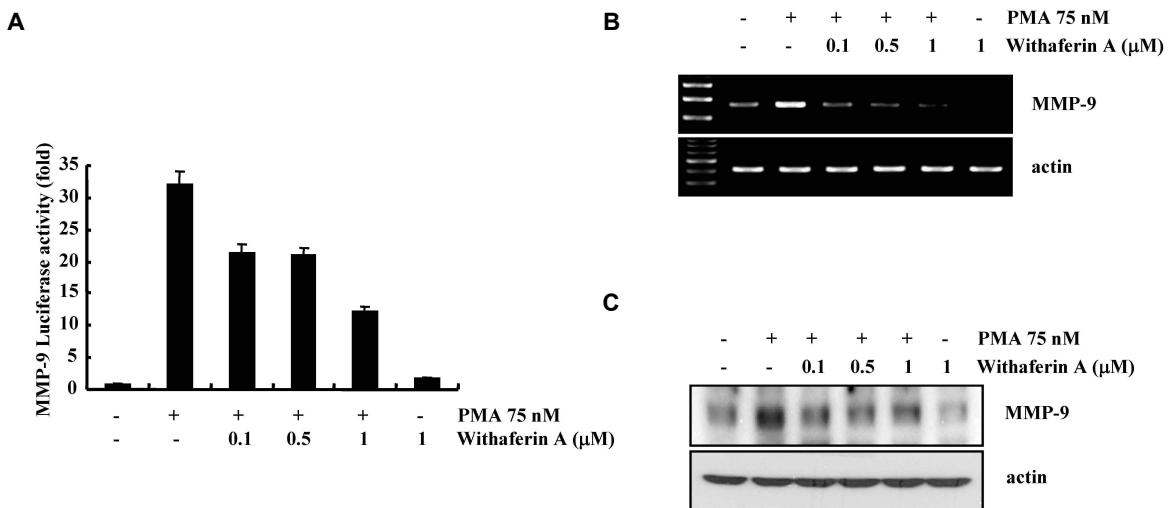 A
MMP-9 Luciferase activity (fold)
35
30
25
20
15
10
5
0
- + + + + - PMA 75 nM
- - 0.1 0.5 1 1 Withaferin A (μM)
B
- + + + + - PMA 75 nM
- - 0.1 0.5 1 1 Withaferin A (μM)
MMP-9
actin
C
- + + + + - PMA 75 nM
- - 0.1 0.5 1 1 Withaferin A (μM)
MMP-9
actin